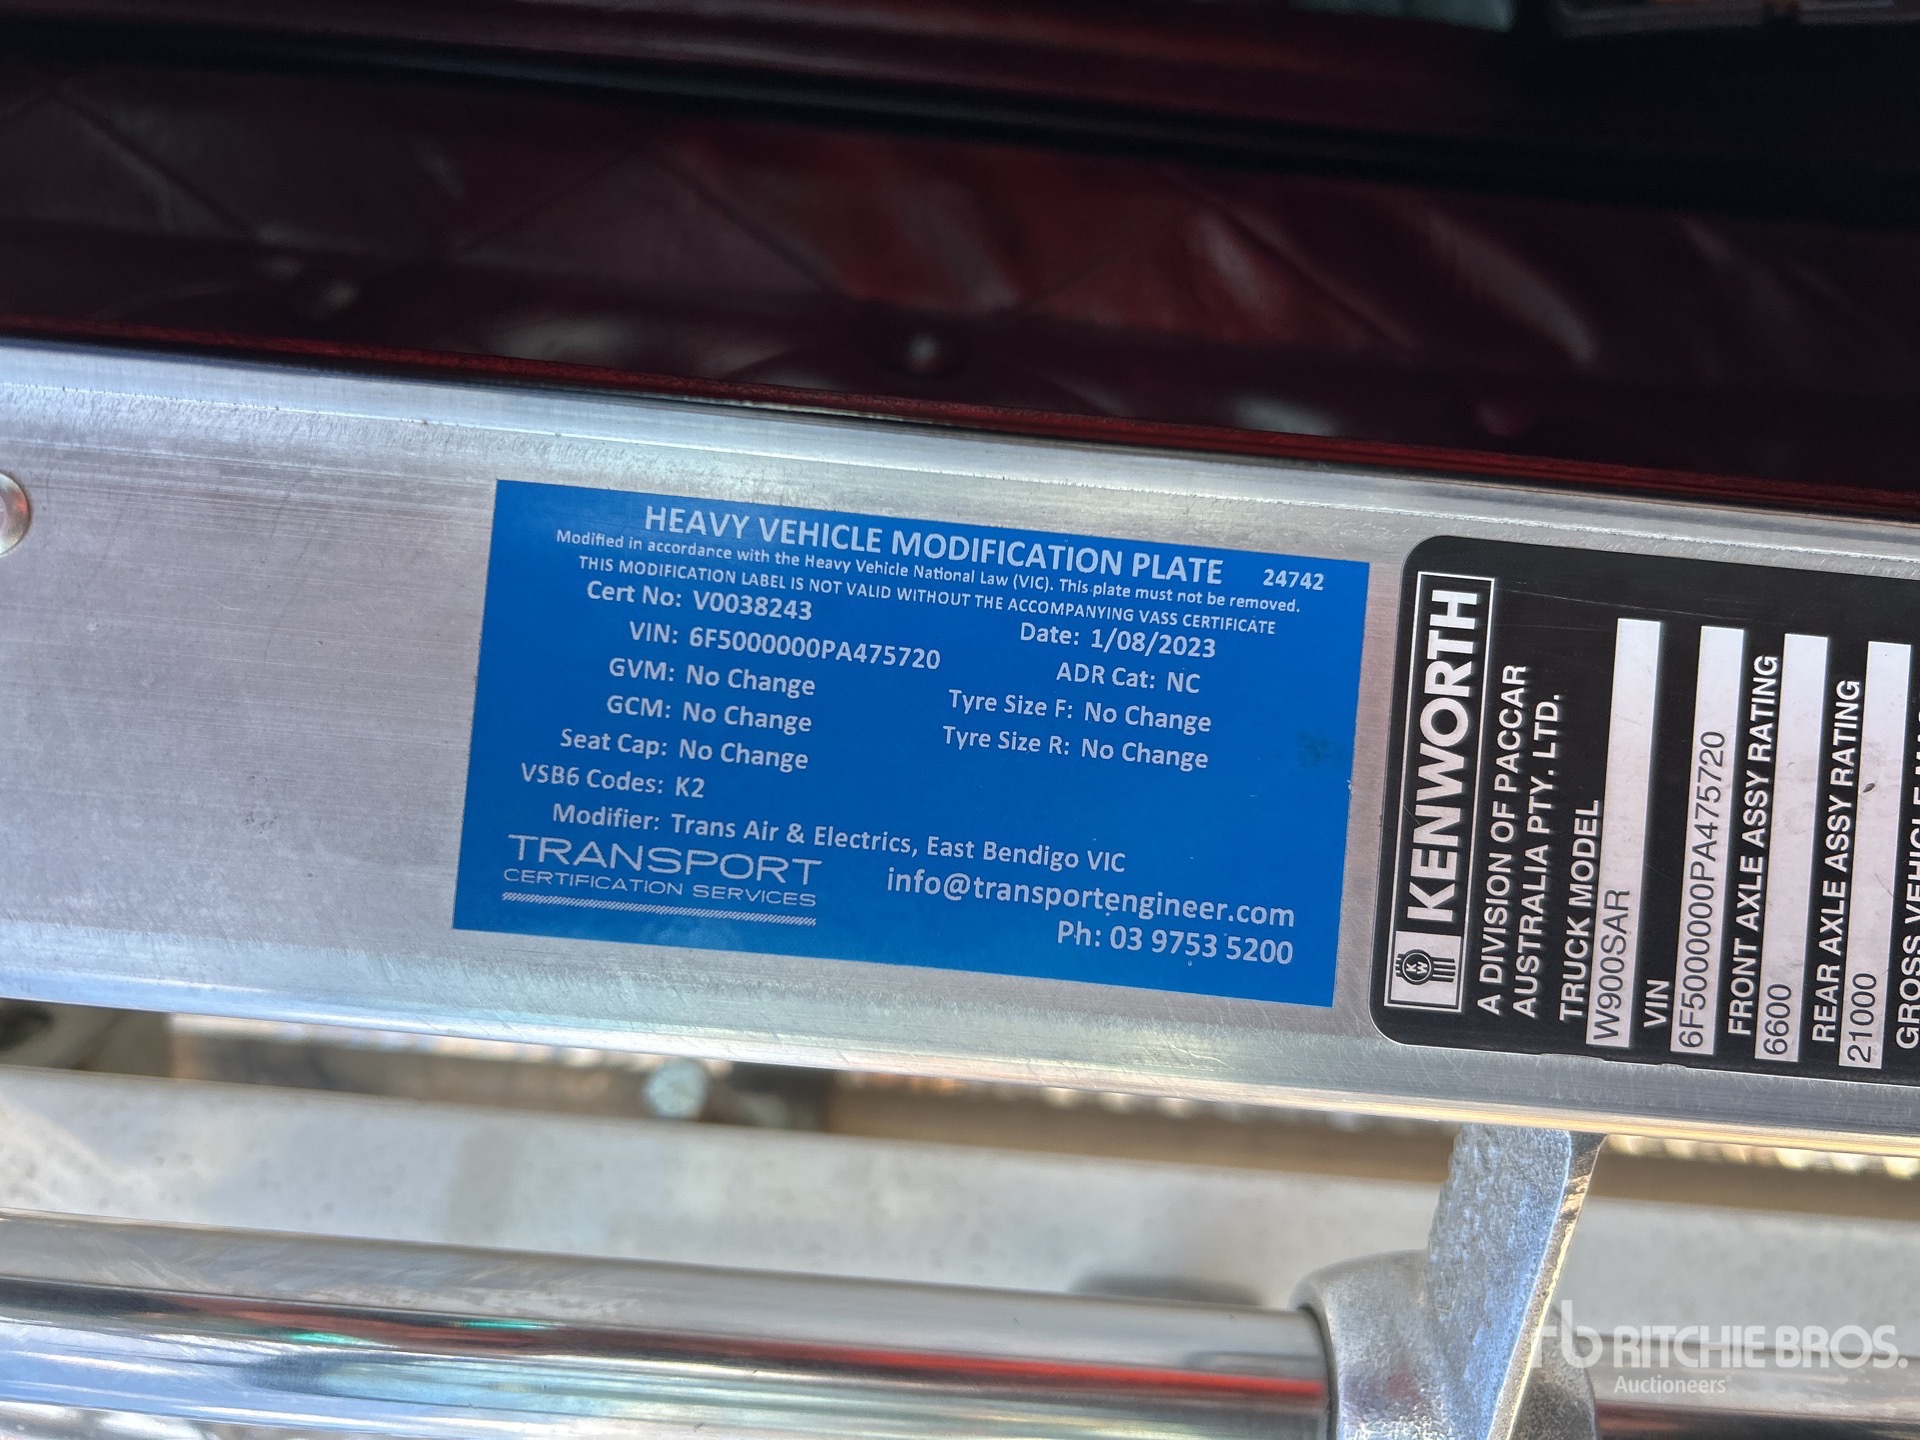 HEAVY VEHICLE MODIFICATION PLATE 24742
Modified in accordance with the Heavy Vehicle National Law (VIC). This plate must not be removed.
THIS MODIFICATION LABEL IS NOT VALID WITHOUT THE ACCOMPANYING VASS CERTIFICATE
Cert No: V0038243 Date: 1/08/2023
VIN: 6F5000000PA475720 ADR Cat: NC
GVM: No Change Tyre Size F: No Change
GCM: No Change Tyre Size R: No Change
Seat Cap: No Change
VSB6 Codes: K2
Modifier: Trans Air & Electrics, East Bendigo VIC
TRANSPORT
CERTIFICATION SERVICES
info@transportengineer.com
Ph: 03 9753 5200
KW KENWORTH
A DIVISION OF PACCAR
AUSTRALIA PTY. LTD.
TRUCK MODEL
W900SAR
VIN
6F5000000PA475720
FRONT AXLE ASSY RATING
6600
REAR AXLE ASSY RATING
21000
GROSS VEHICLE
rb RITCHIE BROS.
Auctioneers